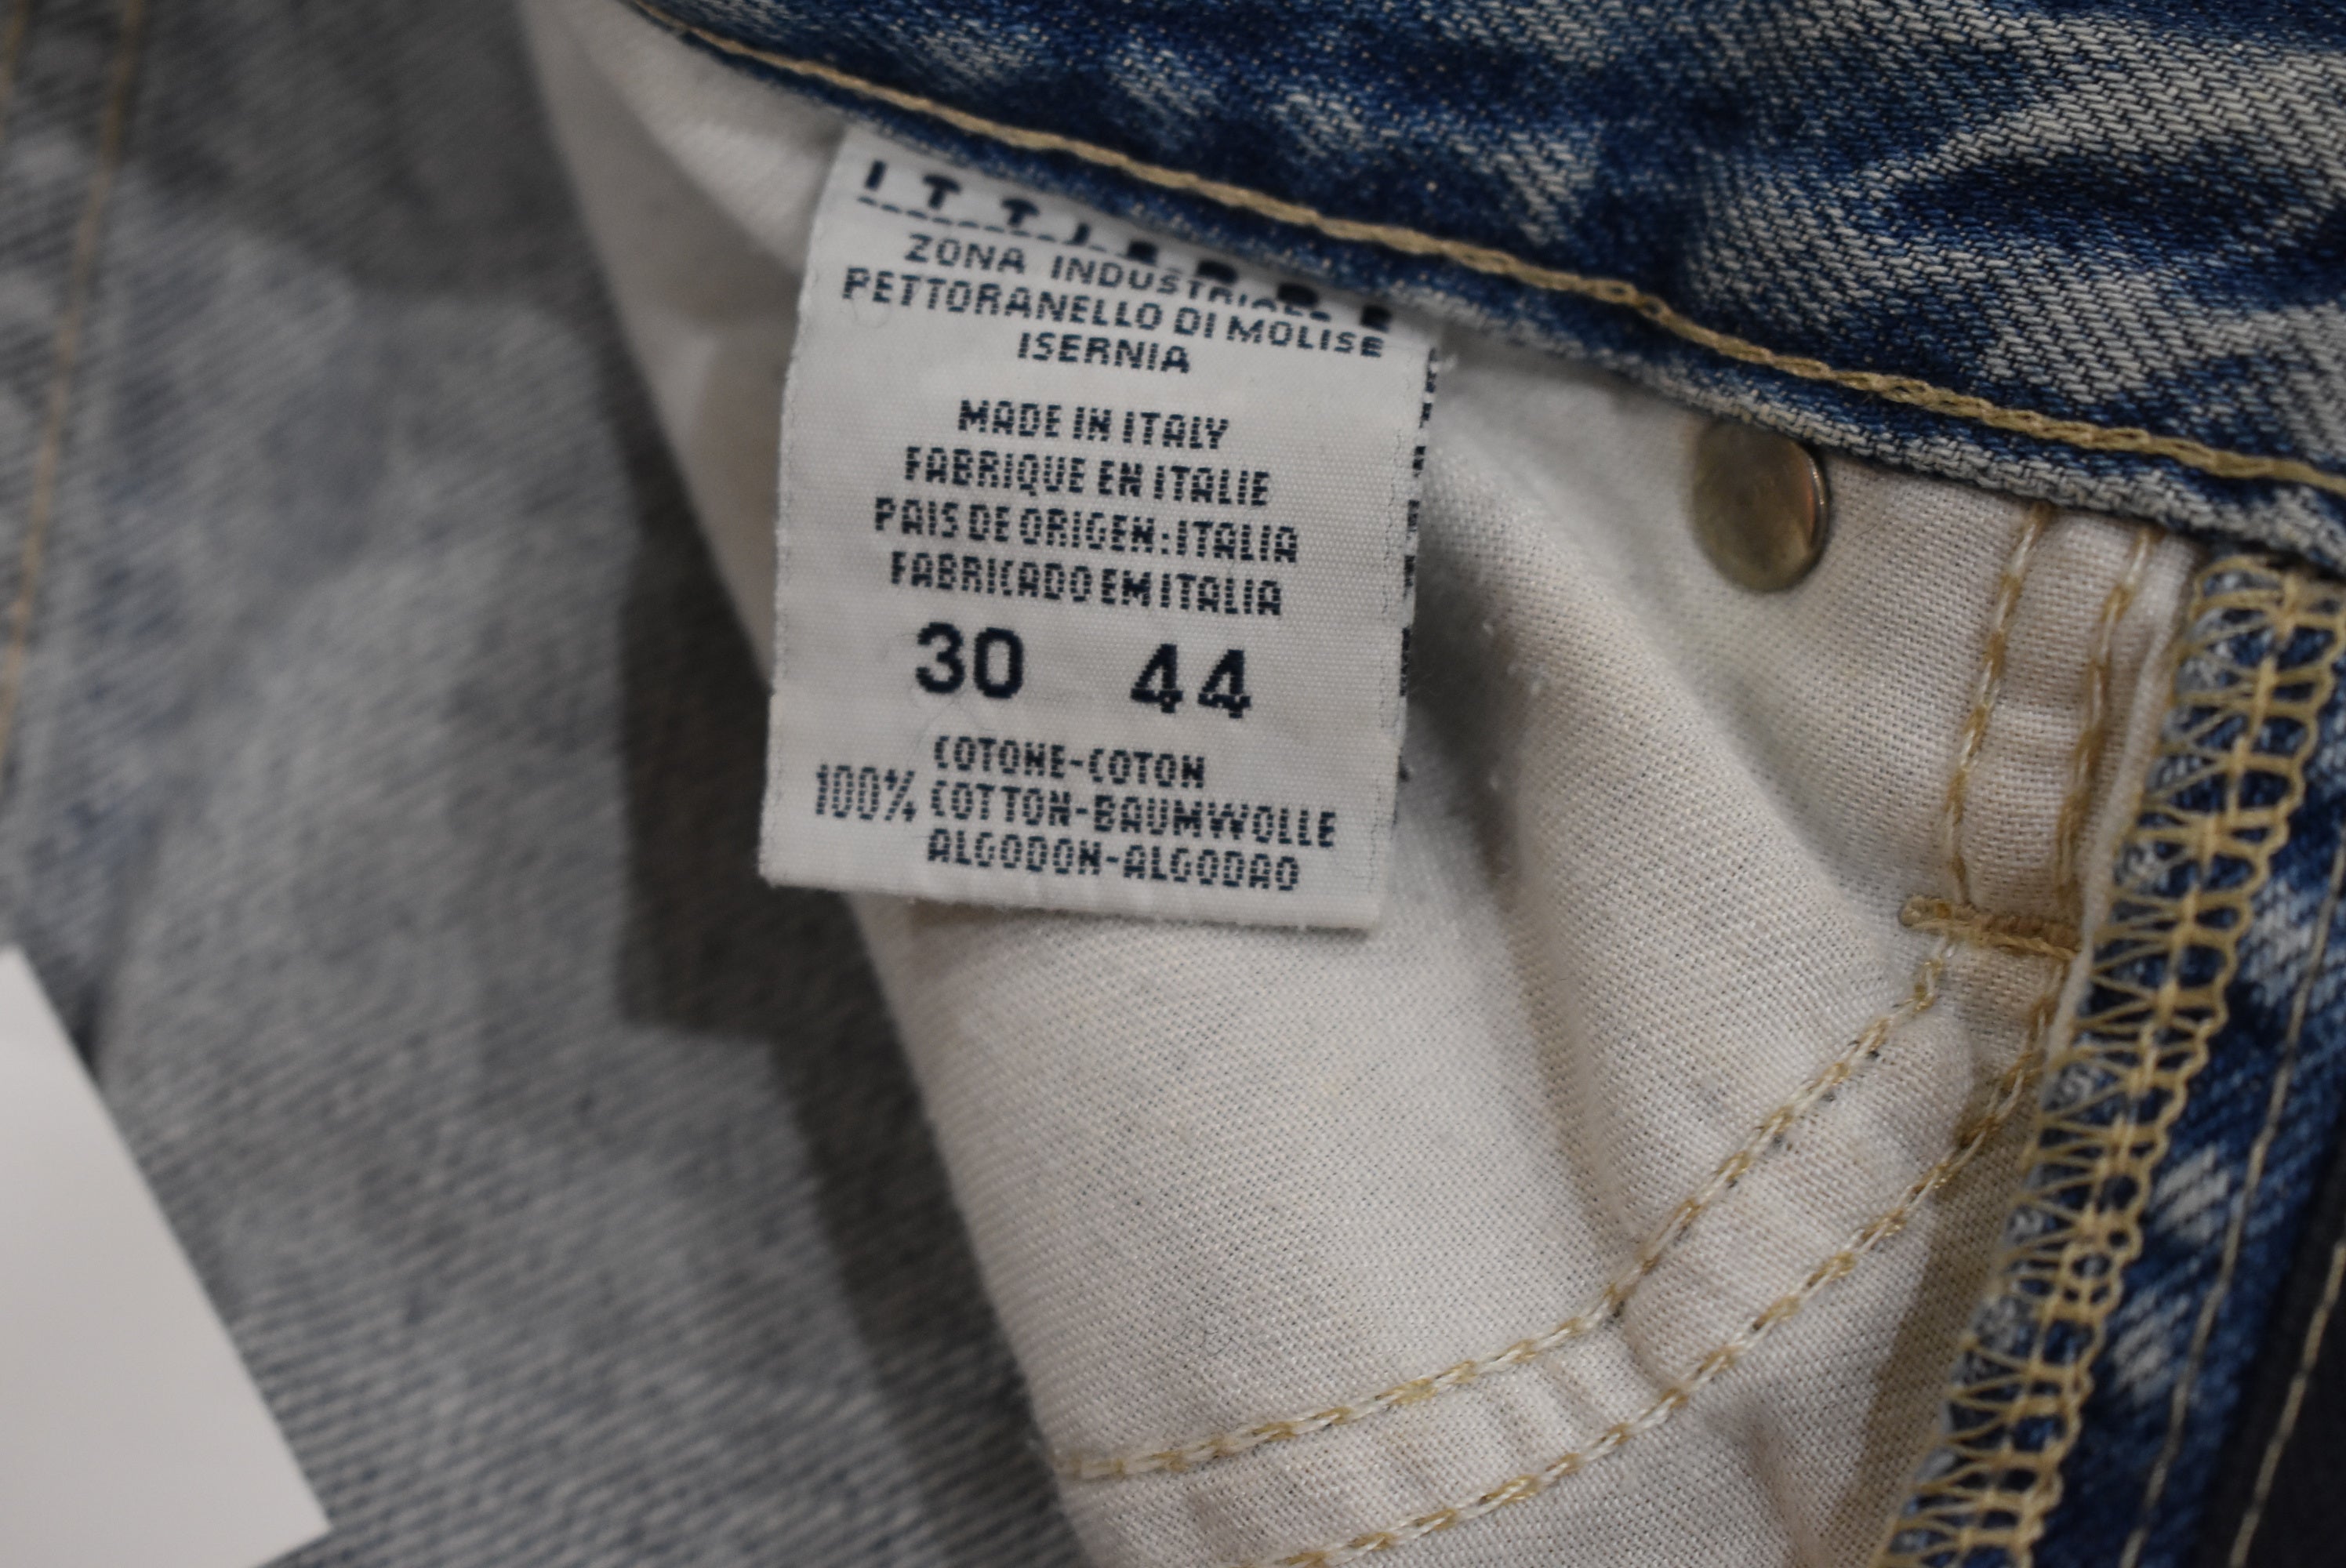 ITTIERRE
ZONA INDUSTRIALE
PETTORANELLO DI MOLISE
ISERNIA
MADE IN ITALY
FABRIQUE EN ITALIE
PAIS DE ORIGEN:ITALIA
FABRICADO EM ITALIA
30 44
COTONE-COTON
100% COTTON-BAUMWOLLE
ALGODON-ALGODAO